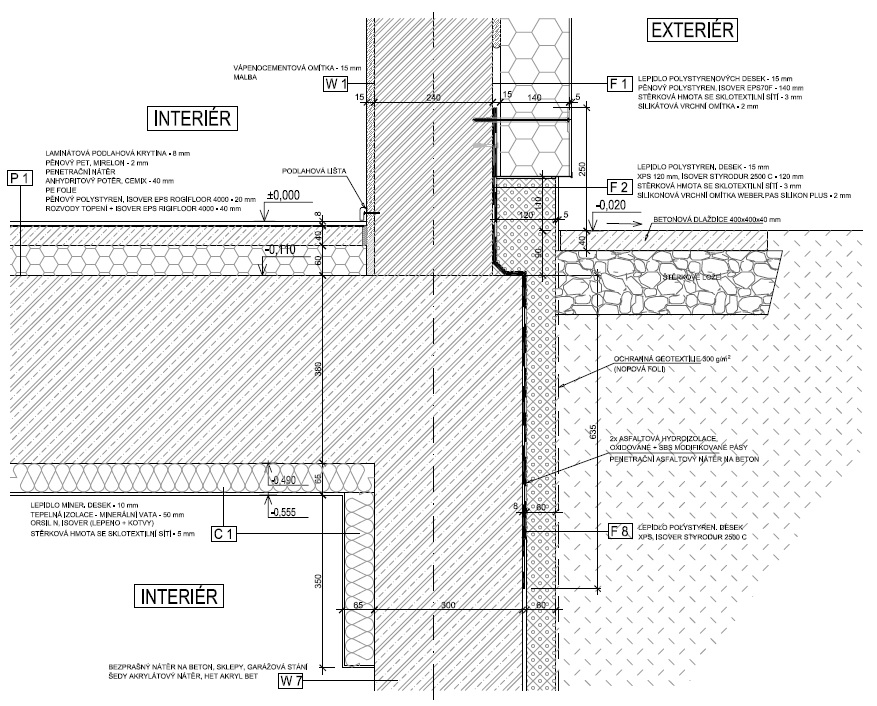 EXTERIÉR
VÁPENOCEMENTOVÁ OMÍTKA - 15 mm
MALBA
W 1
F 1
LEPIDLO POLYSTYRENOVÝCH DESEK - 15 mm
PĚNOVÝ POLYSTYREN, ISOVER EPS70F - 140 mm
STĚRKOVÁ HMOTA SE SKLOTEXTILNÍ SÍTÍ - 3 mm
SILIKÁTOVÁ VRCHNÍ OMÍTKA - 2 mm
15
240
15
140
5
INTERIÉR
P 1
LAMINÁTOVÁ PODLAHOVÁ KRYTINA - 8 mm
PĚNOVÝ PET, MIRELON - 2 mm
PENETRAČNÍ NÁTĚR
ANHYDRITOVÝ POTĚR, CEMIX - 40 mm
PE FOLIE
PĚNOVÝ POLYSTYREN, ISOVER EPS ROGIFLOOR 4000 - 20 mm
ROZVODY TOPENÍ + ISOVER EPS RIGIFLOOR 4000 - 40 mm
PODLAHOVÁ LIŠTA
250
F 2
LEPIDLO POLYSTYREN, DESEK - 15 mm
XPS 120 mm, ISOVER STYRODUR 2500 C - 120 mm
STĚRKOVÁ HMOTA SE SKLOTEXTILNÍ SÍTÍ - 3 mm
SILIKONOVÁ VRCHNÍ OMÍTKA WEBER.PAS SILIKON PLUS - 2 mm
±0,000
110
120
5
-0,020
BETONOVÁ DLAŽDICE 400x400x40 mm
8
40
-0,110
60
90
40
ŠTĚRKOVÉ LOŽE
380
OCHRANNÁ GEOTEXTILIE 300 g/m²
(NOPOVÁ FOLI)
635
2x ASFALTOVÁ HYDROIZOLACE,
OXIDOVANÉ + SBS MODIFIKOVANÉ PÁSY
PENETRAČNÍ ASFALTOVÝ NÁTĚR NA BETON
-0,490
65
-0,555
LEPIDLO MINER, DESEK - 10 mm
TEPELNÁ IZOLACE - MINERÁLNÍ VATA - 50 mm
ORSIL N, ISOVER (LEPENO + KOTVY)
STĚRKOVÁ HMOTA SE SKLOTEXTILNÍ SÍTÍ - 5 mm
C 1
8
60
F 8
LEPIDLO POLYSTYREN, DESEK
XPS, ISOVER STYRODUR 2500 C
350
INTERIÉR
65
300
60
BEZPRAŠNÝ NÁTĚR NA BETON, SKLEPY, GARÁŽOVÁ STÁNÍ
ŠEDÝ AKRYLÁTOVÝ NÁTĚR, HET AKRYL BET
W 7